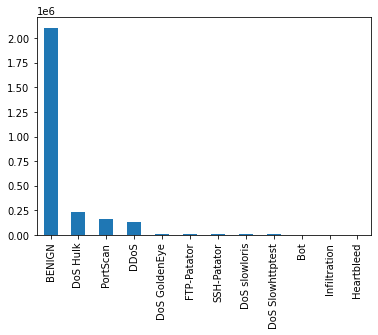 1e6
2.00
1.75
1.50
1.25
1.00
0.75
0.50
0.25
0.00
BENIGN
DoS Hulk
PortScan
DDoS
DoS GoldenEye
FTP-Patator
SSH-Patator
DoS slowloris
DoS Slowhttptest
Bot
Infiltration
Heartbleed